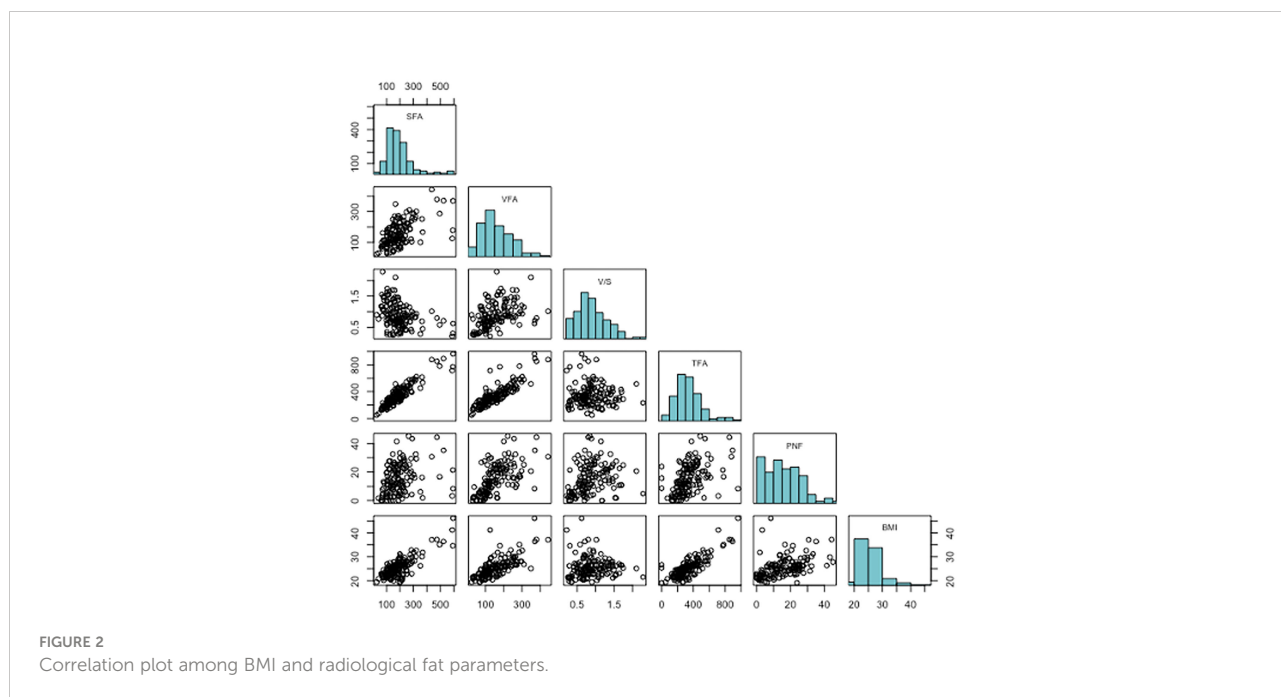 100 300 500
SFA
100 400
VFA
100 300
V/S
0.5 1.5
TFA
0 400 800
PNF
0 20 40
BMI
20 30 40
20 30 40
100 300 500 100 300 0.5 1.5 0 400 800 0 20 40 20 30 40
FIGURE 2
Correlation plot among BMI and radiological fat parameters.